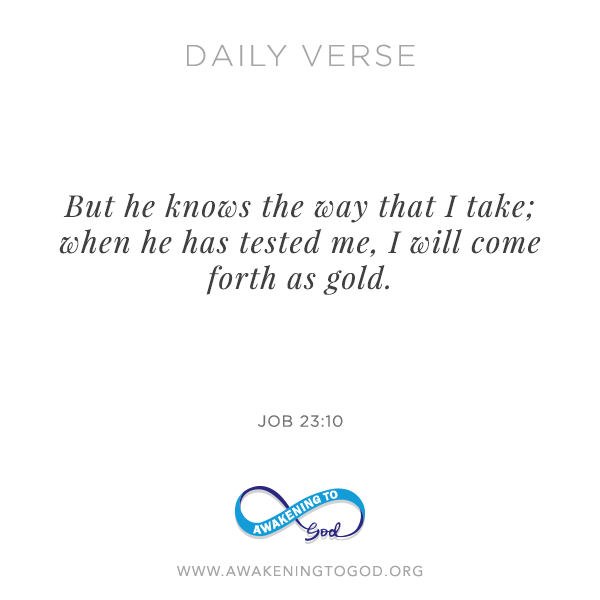 DAILY VERSE
But he knows the way that I take;
when he has tested me, I will come
forth as gold.
JOB 23:10
AWAKENING TO
God
WWW.AWAKENINGTOGOD.ORG